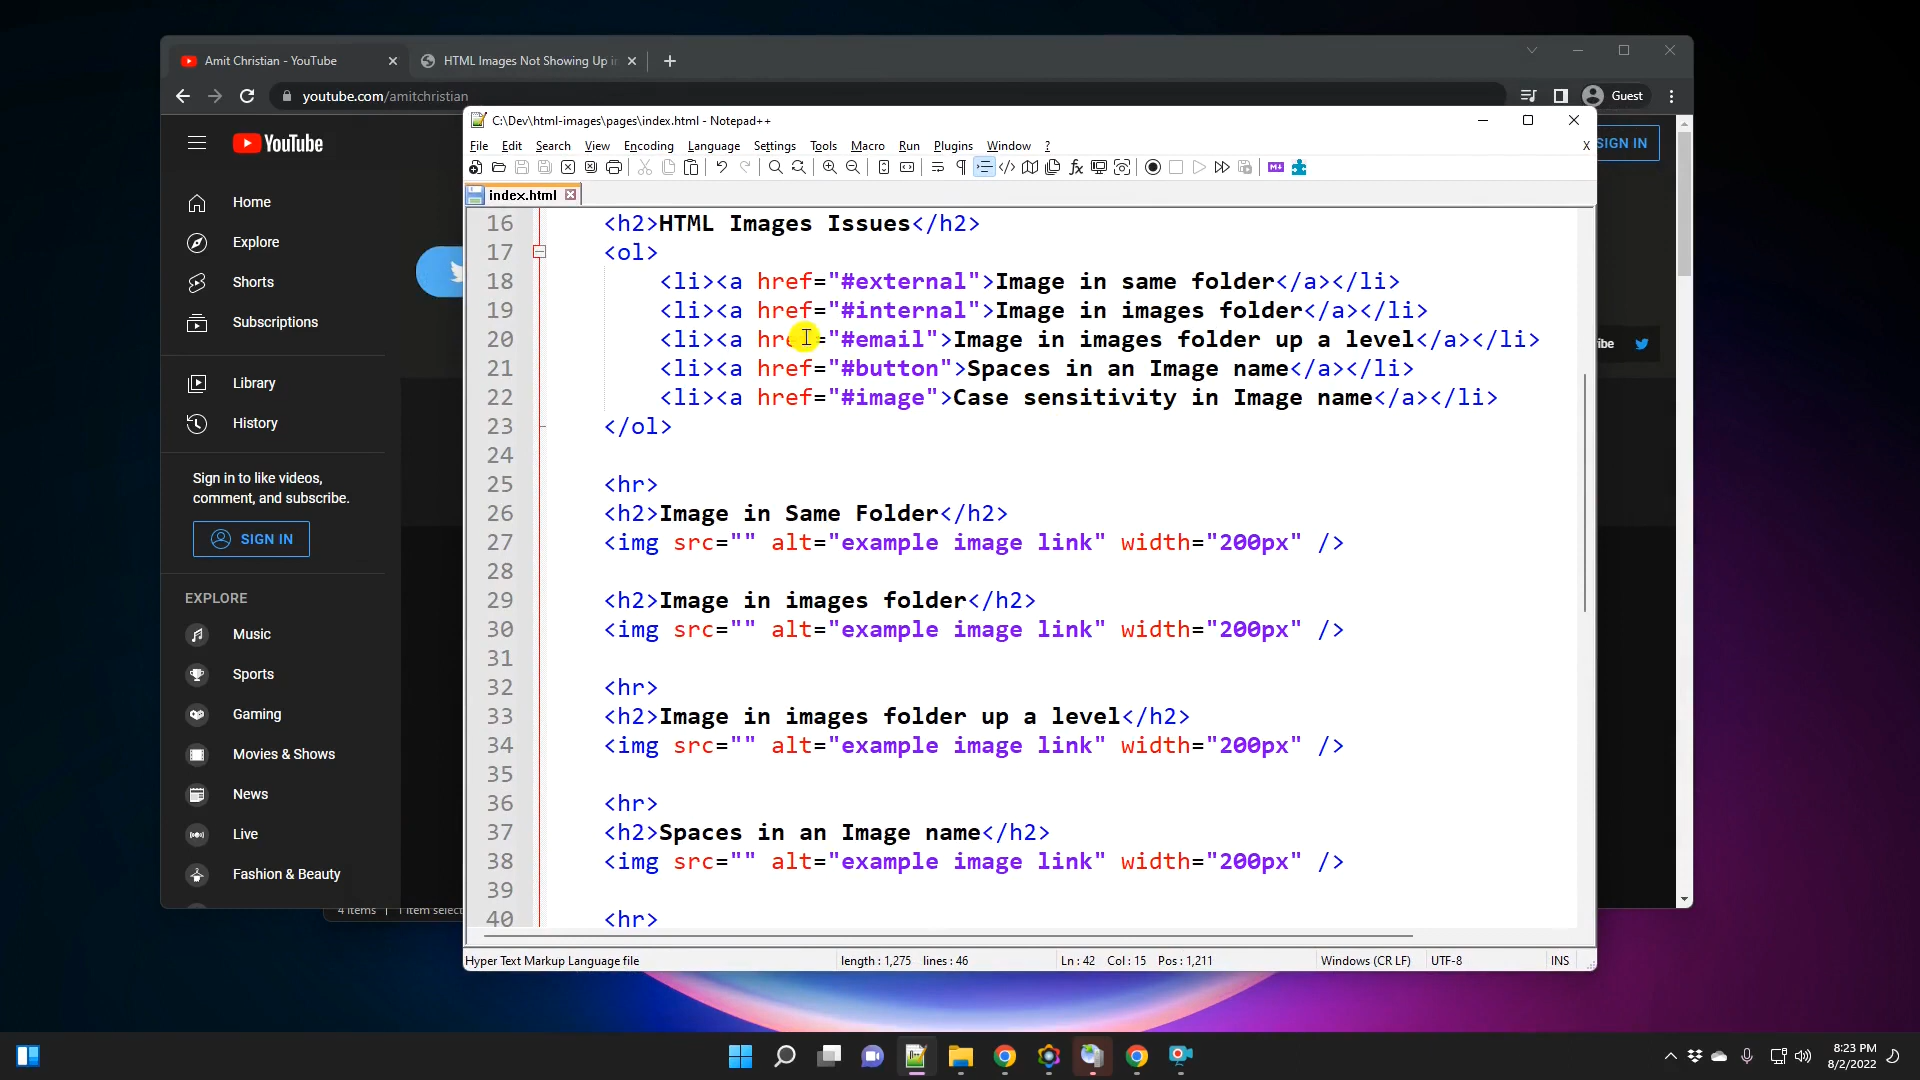 Amit Christian - YouTube
HTML Images Not Showing Up in
youtube.com/amitchristian
Guest
YouTube
SIGN IN
Home
Explore
Shorts
Subscriptions
Library
History
Sign in to like videos,
comment, and subscribe.
SIGN IN
EXPLORE
Music
Sports
Gaming
Movies & Shows
News
Live
Fashion & Beauty
4 items | 1 item select
C:\Dev\html-images\pages\index.html - Notepad++
File Edit Search View Encoding Language Settings Tools Macro Run Plugins Window ? X
index.html
16 <h2>HTML Images Issues</h2>
17 <ol>
18 <li><a href="#external">Image in same folder</a></li>
19 <li><a href="#internal">Image in images folder</a></li>
20 <li><a href="#email">Image in images folder up a level</a></li>
21 <li><a href="#button">Spaces in an Image name</a></li>
22 <li><a href="#image">Case sensitivity in Image name</a></li>
23 </ol>
24
25 <hr>
26 <h2>Image in Same Folder</h2>
27 <img src="" alt="example image link" width="200px" />
28
29 <h2>Image in images folder</h2>
30 <img src="" alt="example image link" width="200px" />
31
32 <hr>
33 <h2>Image in images folder up a level</h2>
34 <img src="" alt="example image link" width="200px" />
35
36 <hr>
37 <h2>Spaces in an Image name</h2>
38 <img src="" alt="example image link" width="200px" />
39
40 <hr>
Hyper Text Markup Language file length : 1,275 lines : 46 Ln : 42 Col : 15 Pos : 1,211 Windows (CR LF) UTF-8 INS
ibe
8:23 PM
8/2/2022